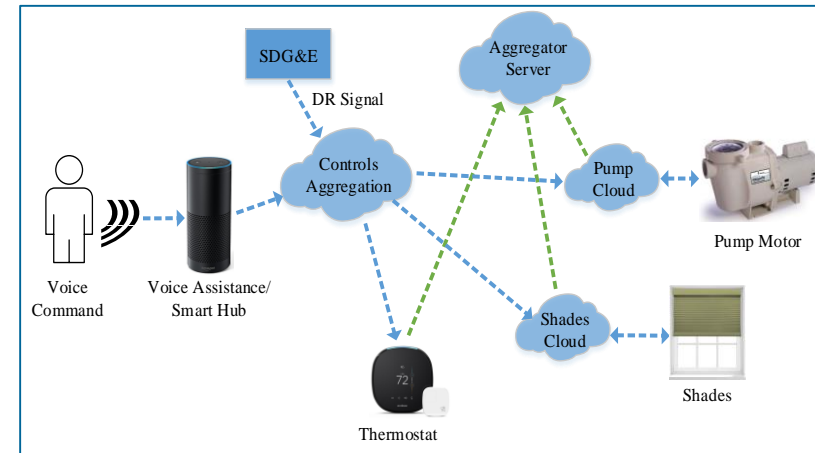 SDG&E
DR Signal
Aggregator
Server
Controls
Aggregation
Pump
Cloud
Pump Motor
Voice
Command
Voice Assistance/
Smart Hub
Shades
Cloud
72
Thermostat
Shades